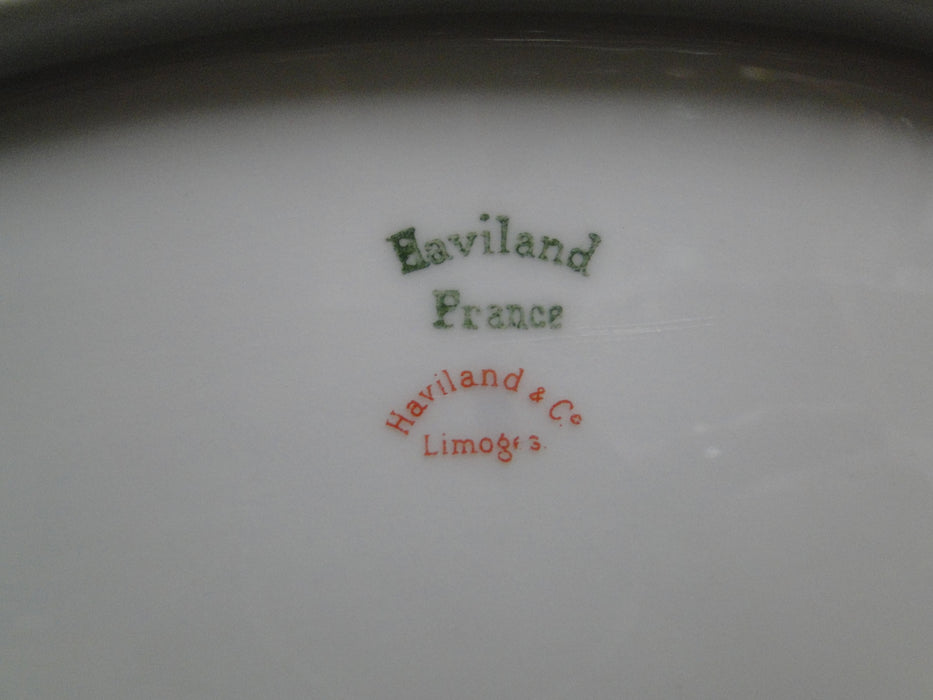 Haviland
France
Haviland & Co
Limoges